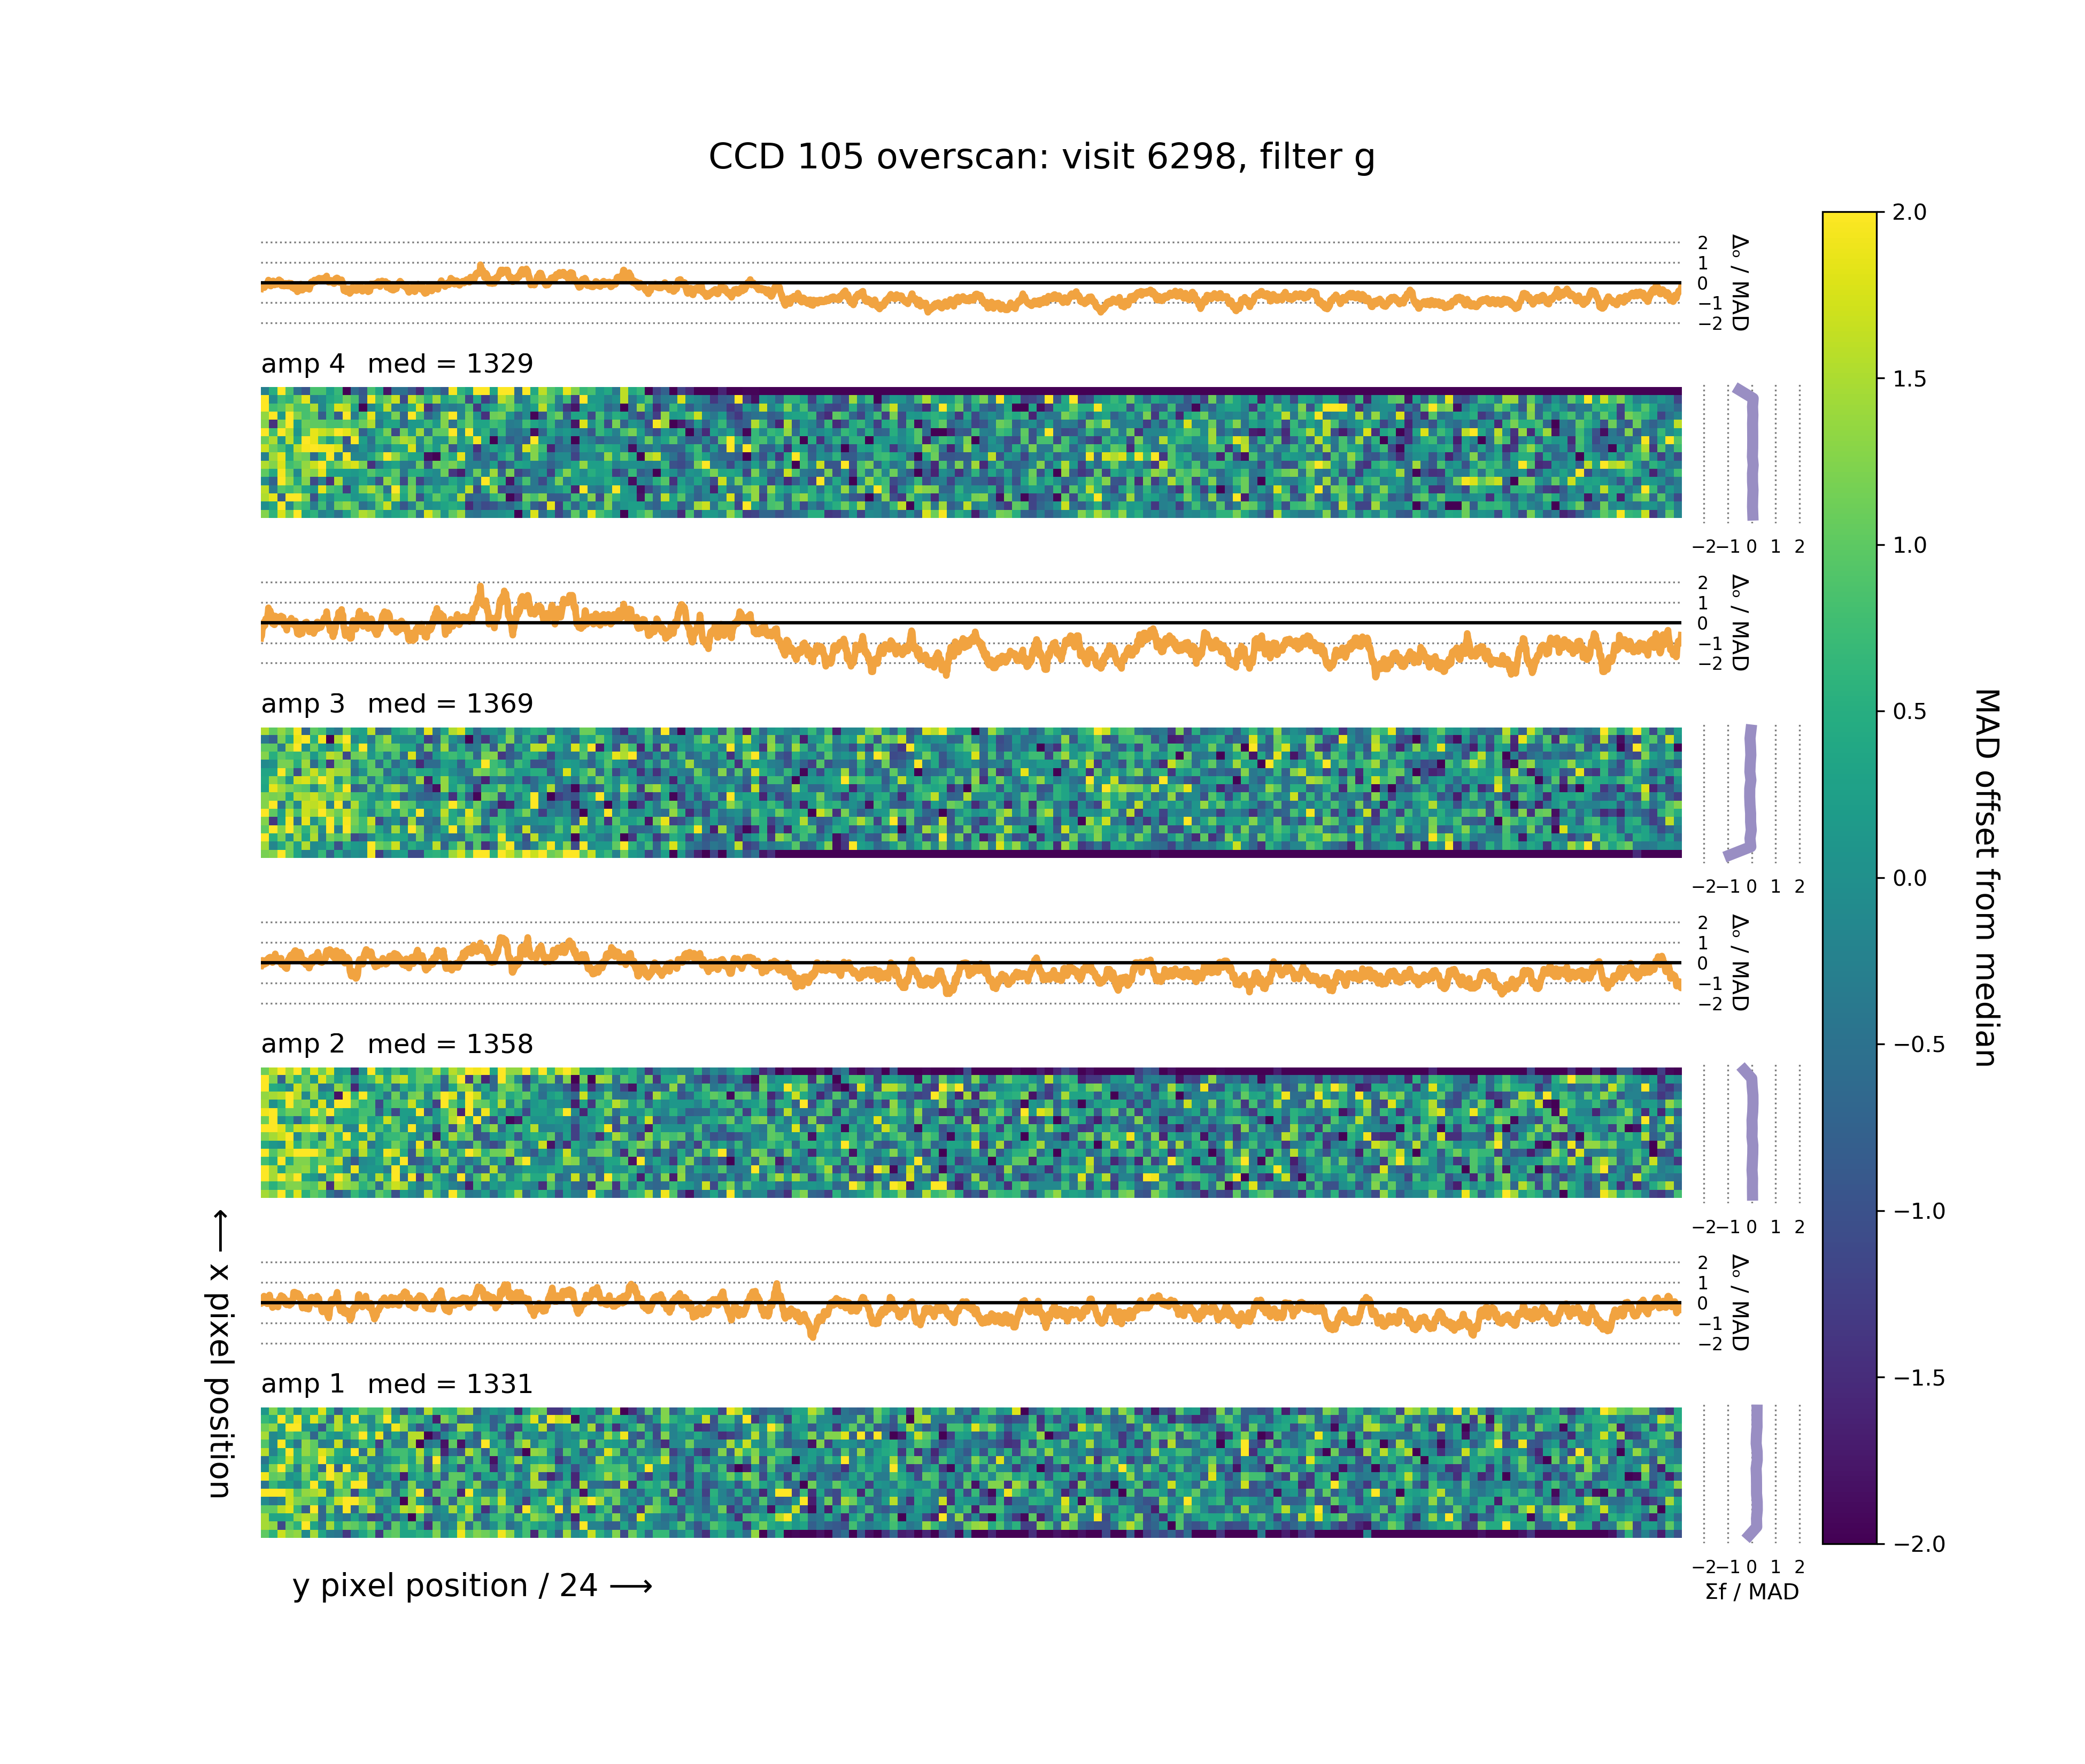 CCD 105 overscan: visit 6298, filter g
2
1
0
−1
−2
Δₒ / MAD
amp 4 med = 1329
−2 −1 0 1 2
2
1
0
−1
−2
Δₒ / MAD
amp 3 med = 1369
−2 −1 0 1 2
2
1
0
−1
−2
Δₒ / MAD
amp 2 med = 1358
−2 −1 0 1 2
2
1
0
−1
−2
Δₒ / MAD
amp 1 med = 1331
−2 −1 0 1 2
Σf / MAD
x pixel position ⟶
y pixel position / 24 ⟶
2.0
1.5
1.0
0.5
0.0
−0.5
−1.0
−1.5
−2.0
MAD offset from median